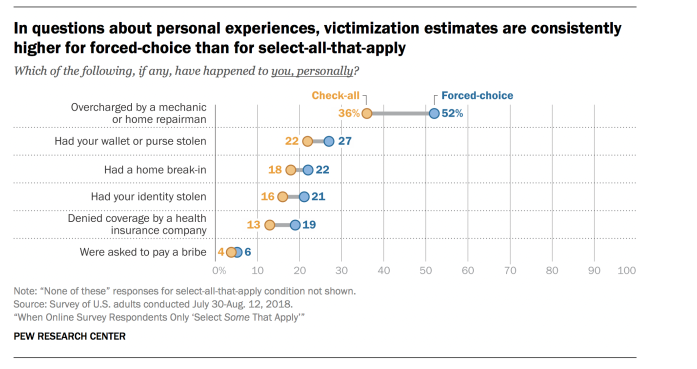 In questions about personal experiences, victimization estimates are consistently
higher for forced-choice than for select-all-that-apply
Which of the following, if any, have happened to you, personally?
Check-all Forced-choice
Overcharged by a mechanic
or home repairman 36% 52%
Had your wallet or purse stolen 22 27
Had a home break-in 18 22
Had your identity stolen 16 21
Denied coverage by a health
insurance company 13 19
Were asked to pay a bribe 4 6
0% 10 20 30 40 50 60 70 80 90 100
Note: “None of these” responses for select-all-that-apply condition not shown.
Source: Survey of U.S. adults conducted July 30-Aug. 12, 2018.
“When Online Survey Respondents Only ‘Select Some That Apply’”
PEW RESEARCH CENTER